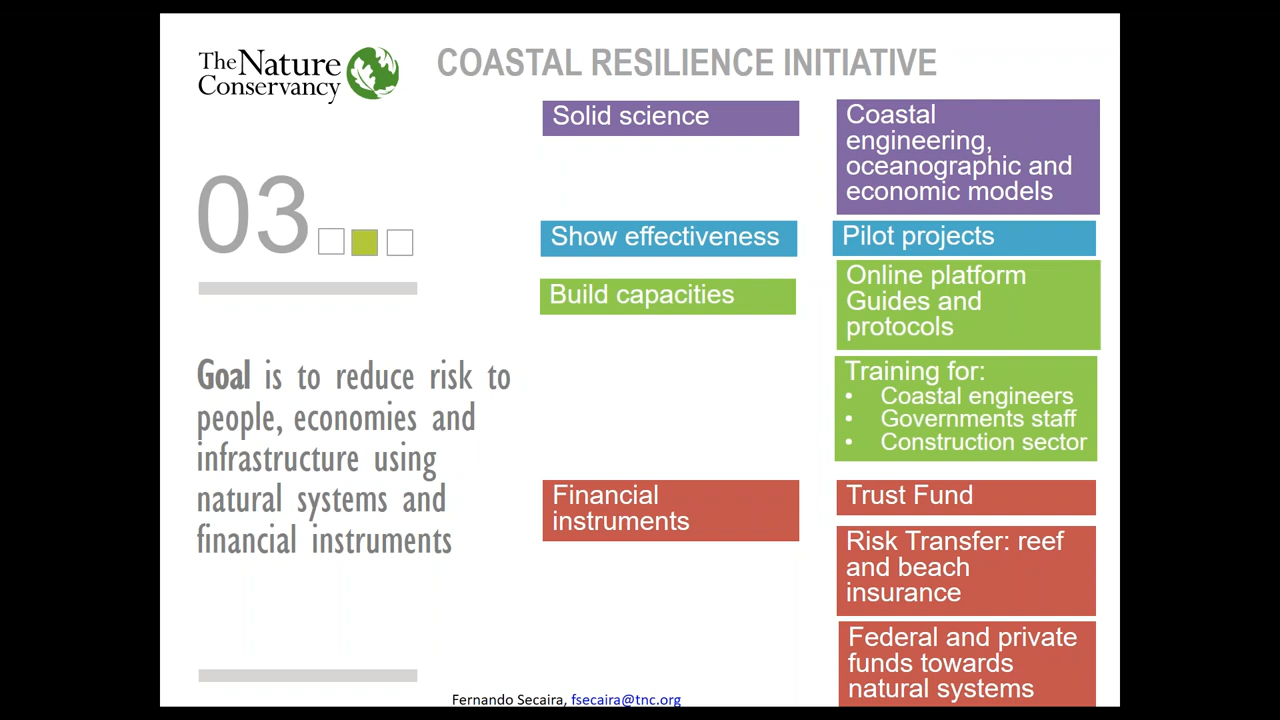 The Nature
Conservancy
COASTAL RESILIENCE INITIATIVE
03
Goal is to reduce risk to
people, economies and
infrastructure using
natural systems and
financial instruments
Solid science
Coastal
engineering,
oceanographic and
economic models
Show effectiveness
Pilot projects
Build capacities
Online platform
Guides and
protocols
Training for:
• Coastal engineers
• Governments staff
• Construction sector
Financial
instruments
Trust Fund
Risk Transfer: reef
and beach
insurance
Federal and private
funds towards
natural systems
Fernando Secaira, fsecaira@tnc.org